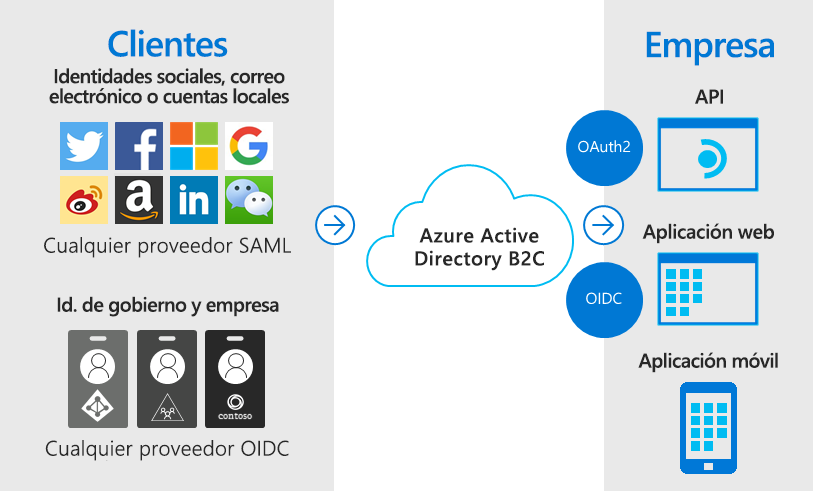 Clientes
Identidades sociales, correo
electrónico o cuentas locales
Cualquier proveedor SAML
Id. de gobierno y empresa
contoso
Cualquier proveedor OIDC
Azure Active
Directory B2C
Empresa
API
OAuth2
Aplicación web
OIDC
Aplicación móvil